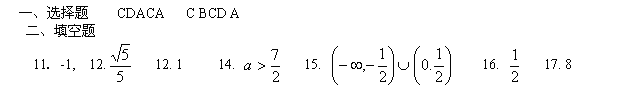 一、选择题 CDACA C BCD A
二、填空题
11. -1, 12. √5/5 12. 1 14. a > 7/2 15. (-∞,-1/2)∪(0.1/2) 16. 1/2 17. 8